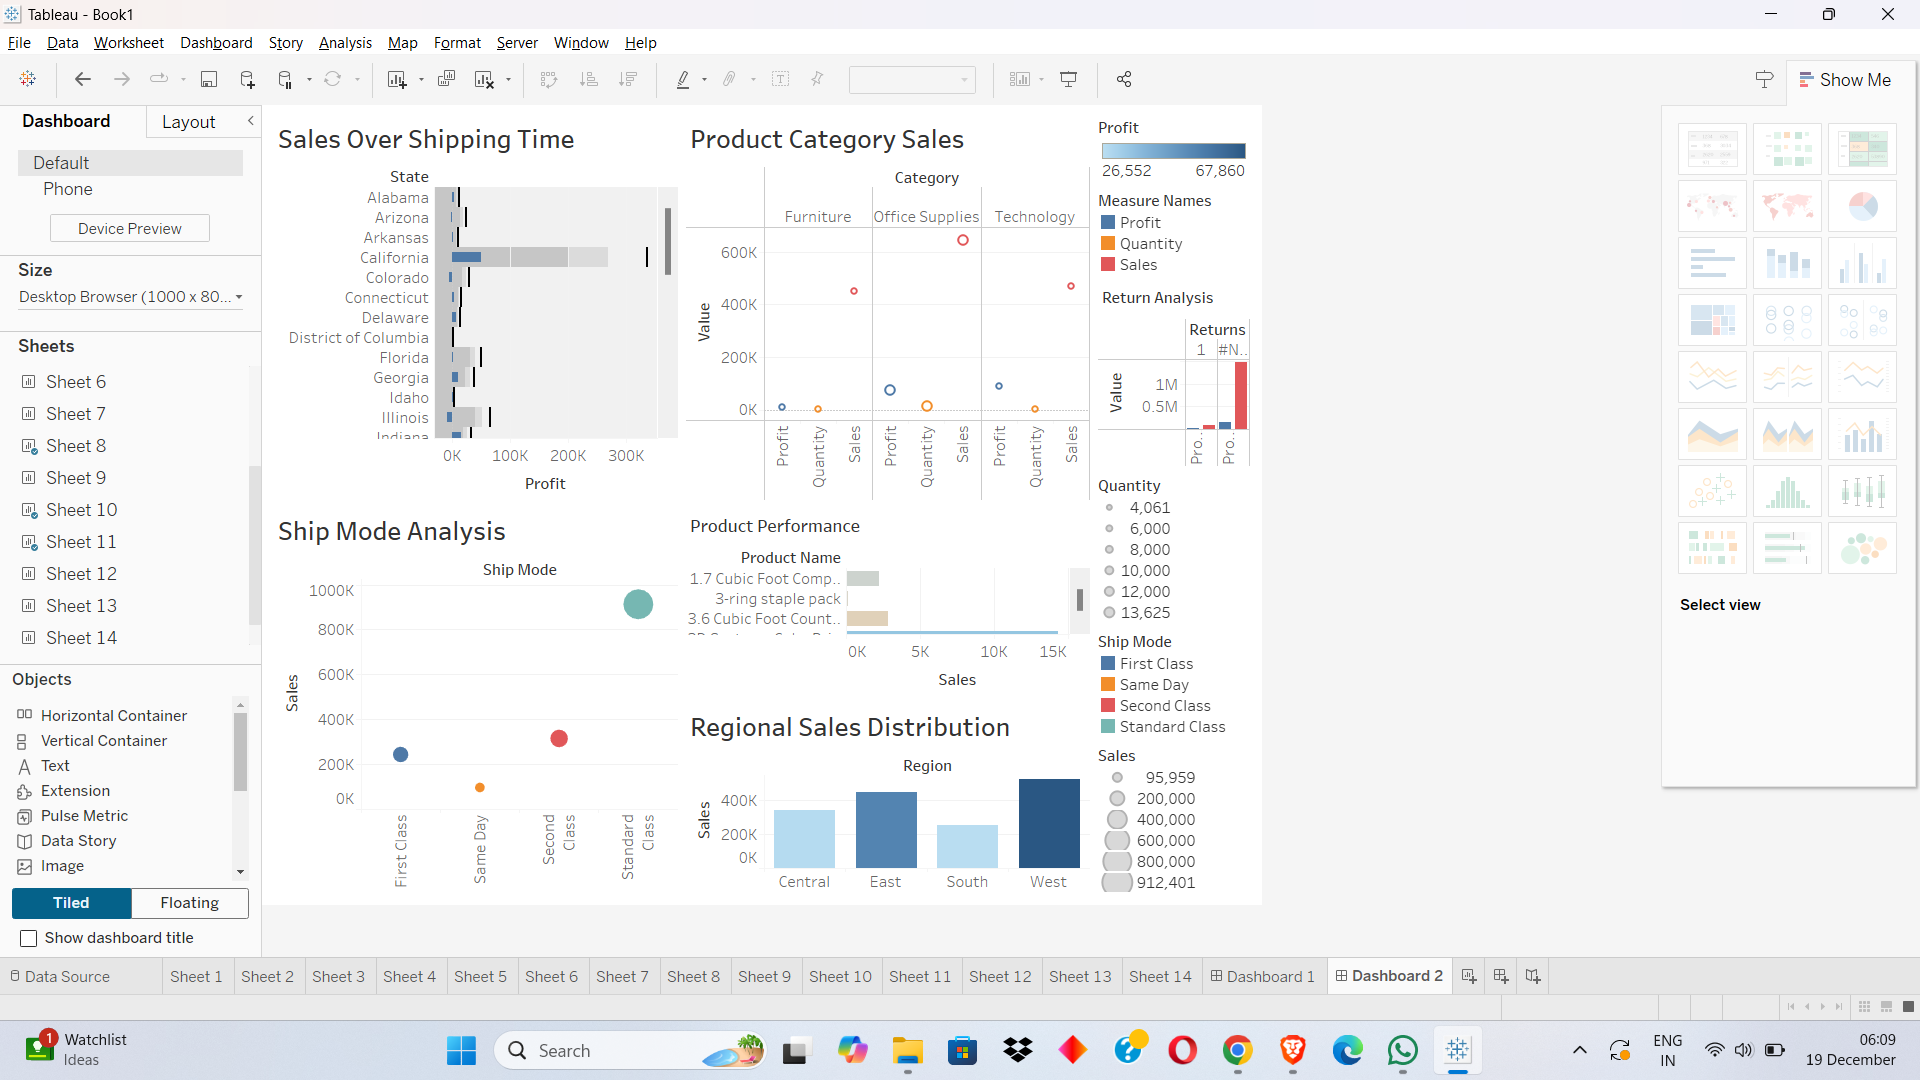 Tableau - Book1
File Data Worksheet Dashboard Story Analysis Map Format Server Window Help
Show Me
Dashboard Layout
Default
Phone
Device Preview
Size
Desktop Browser (1000 x 80...
Sheets
Sheet 6
Sheet 7
Sheet 8
Sheet 9
Sheet 10
Sheet 11
Sheet 12
Sheet 13
Sheet 14
Objects
Horizontal Container
Vertical Container
Text
Extension
Pulse Metric
Data Story
Image
Tiled Floating
Show dashboard title
Sales Over Shipping Time
State
Alabama
Arizona
Arkansas
California
Colorado
Connecticut
Delaware
District of Columbia
Florida
Georgia
Idaho
Illinois
Indiana
0K 100K 200K 300K
Profit
Product Category Sales
Category
Furniture Office Supplies Technology
600K
400K
200K
0K
Value
Profit Quantity Sales Profit Quantity Sales Profit Quantity Sales
Ship Mode Analysis
Ship Mode
1000K
800K
600K
400K
200K
0K
Sales
First Class
Same Day
Second Class
Standard Class
Product Performance
Product Name
1.7 Cubic Foot Comp..
3-ring staple pack
3.6 Cubic Foot Count..
0K 5K 10K 15K
Sales
Regional Sales Distribution
Region
400K
200K
0K
Sales
Central East South West
Profit
26,552 67,860
Measure Names
Profit
Quantity
Sales
Return Analysis
Returns
1 #N..
1M
0.5M
Value
Pro.. Pro..
Quantity
4,061
6,000
8,000
10,000
12,000
13,625
Ship Mode
First Class
Same Day
Second Class
Standard Class
Sales
95,959
200,000
400,000
600,000
800,000
912,401
Select view
Data Source Sheet 1 Sheet 2 Sheet 3 Sheet 4 Sheet 5 Sheet 6 Sheet 7 Sheet 8 Sheet 9 Sheet 10 Sheet 11 Sheet 12 Sheet 13 Sheet 14 Dashboard 1 Dashboard 2
1
Watchlist
Ideas
Search
ENG
IN
06:09
19 December